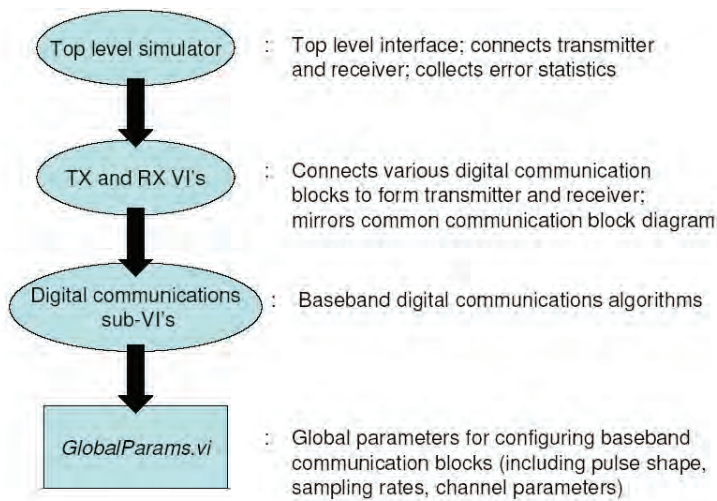 Top level simulator
: Top level interface; connects transmitter
and receiver; collects error statistics
TX and RX VI's
: Connects various digital communication
blocks to form transmitter and receiver;
mirrors common communication block diagram
Digital communications
sub-VI's
: Baseband digital communications algorithms
GlobalParams.vi
: Global parameters for configuring baseband
communication blocks (including pulse shape,
sampling rates, channel parameters)